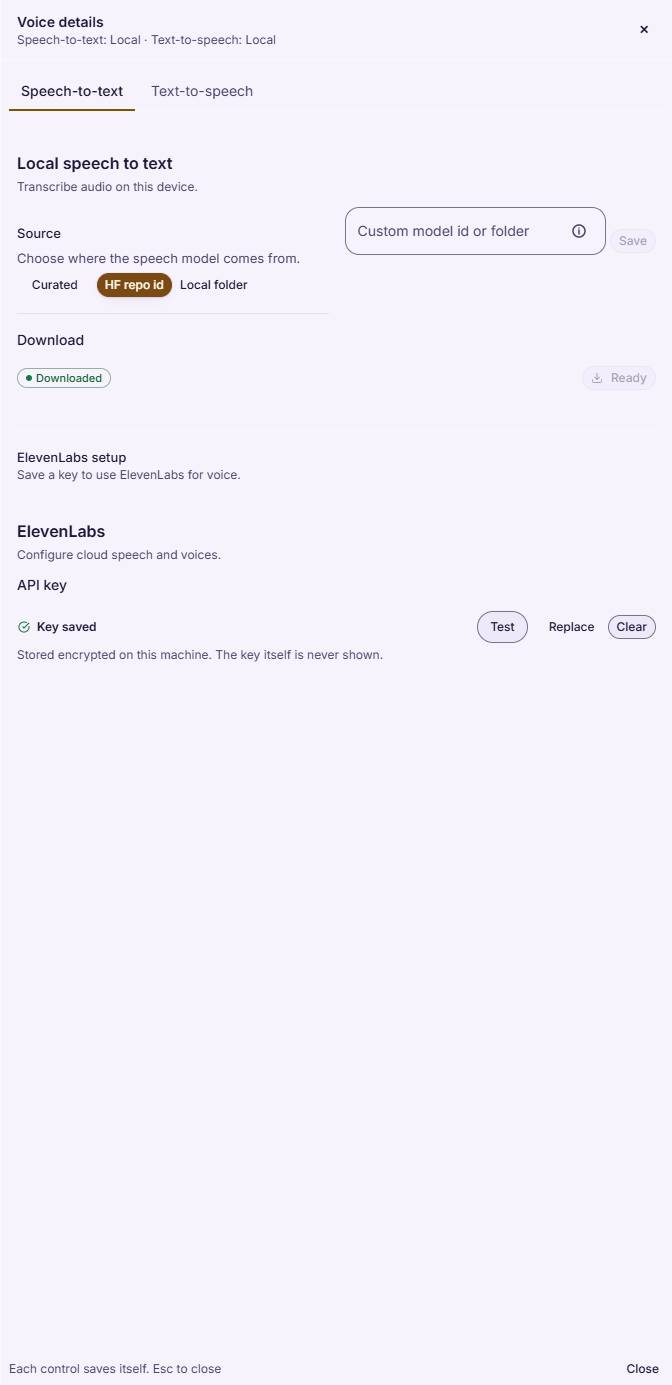 Voice details
Speech-to-text: Local · Text-to-speech: Local
Speech-to-text
Text-to-speech
Local speech to text
Transcribe audio on this device.
Source
Choose where the speech model comes from.
Curated
HF repo id
Local folder
Custom model id or folder
Save
Download
Downloaded
Ready
ElevenLabs setup
Save a key to use ElevenLabs for voice.
ElevenLabs
Configure cloud speech and voices.
API key
Key saved
Test
Replace
Clear
Stored encrypted on this machine. The key itself is never shown.
Each control saves itself. Esc to close
Close